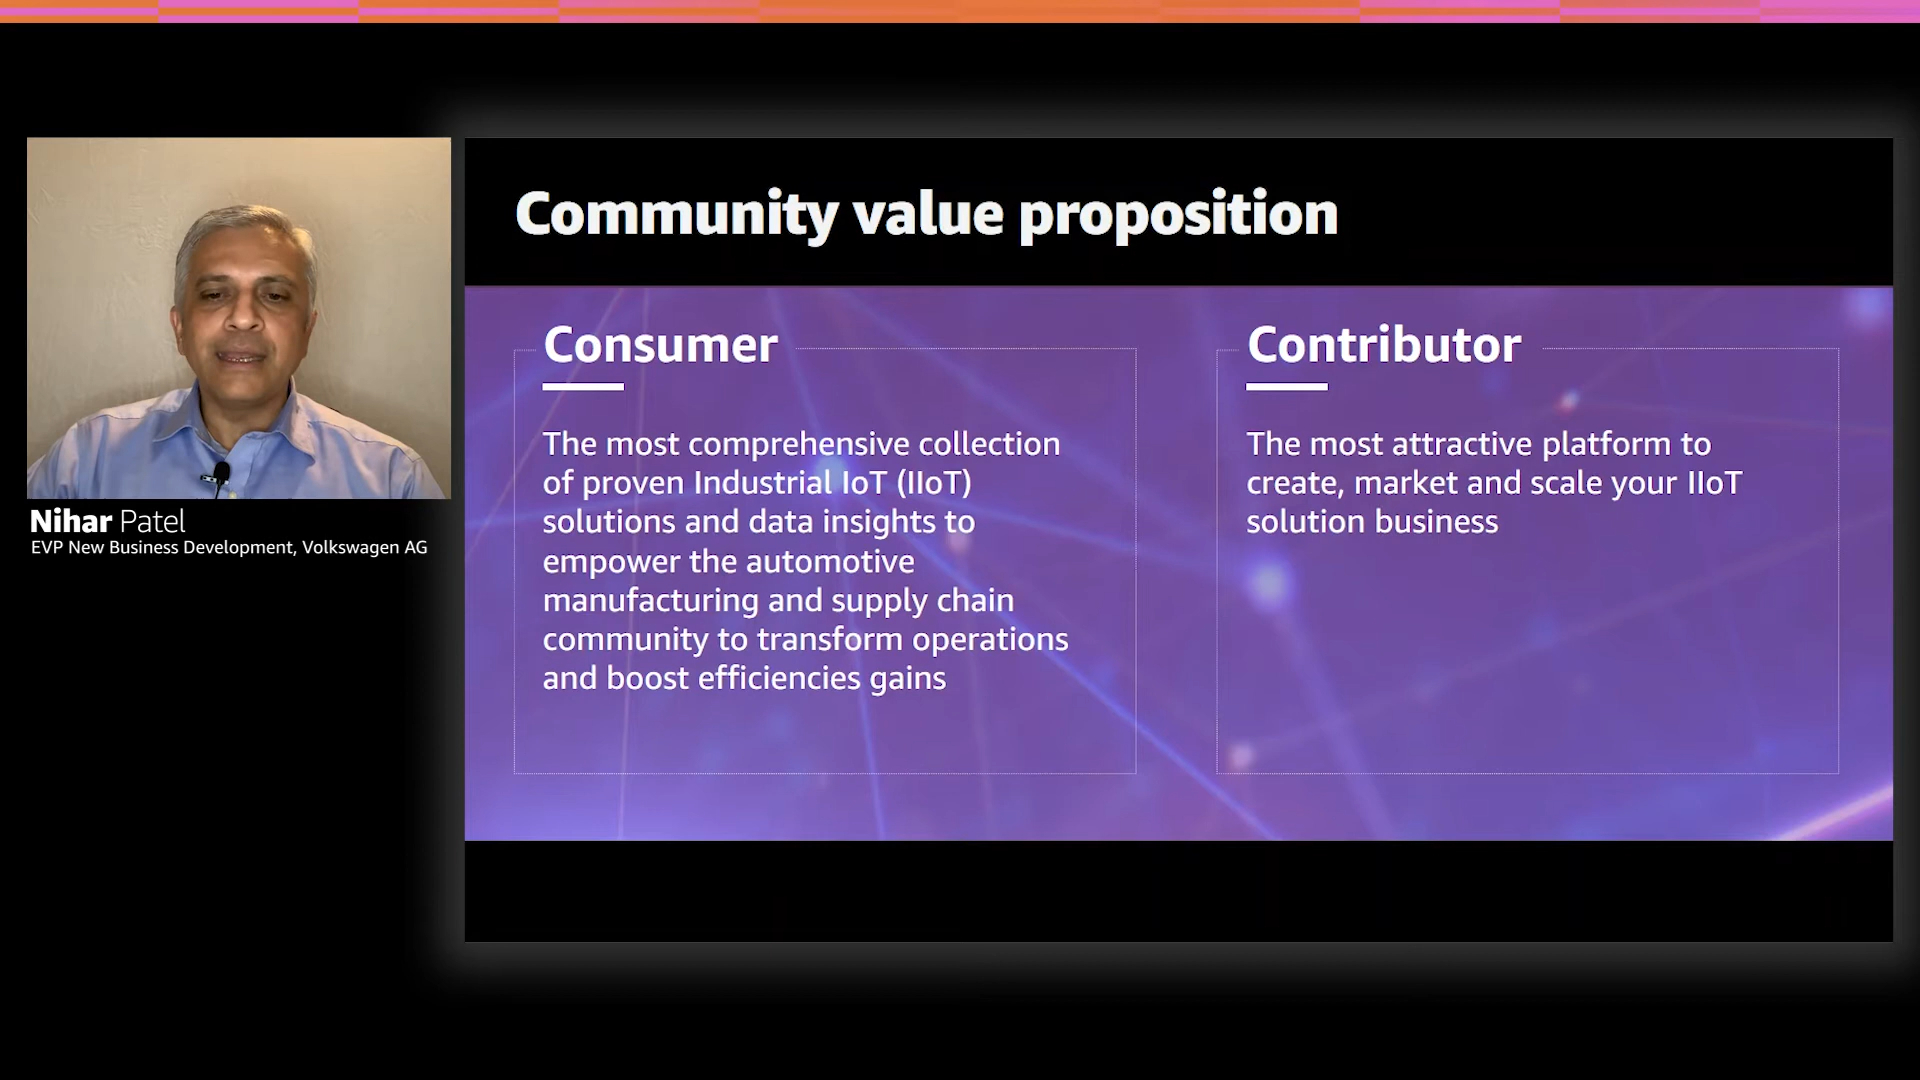 Community value proposition
Consumer
The most comprehensive collection
of proven Industrial IoT (IIoT)
solutions and data insights to
empower the automotive
manufacturing and supply chain
community to transform operations
and boost efficiencies gains
Contributor
The most attractive platform to
create, market and scale your IIoT
solution business
Nihar Patel
EVP New Business Development, Volkswagen AG